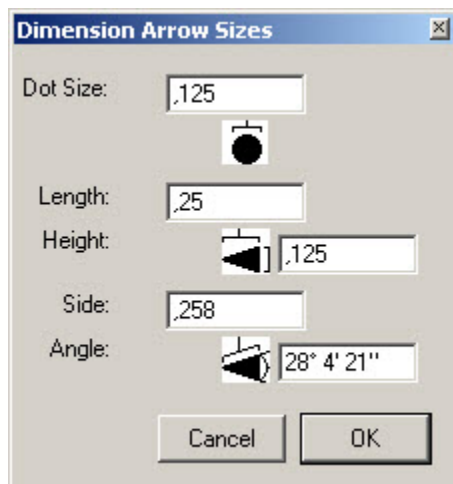 Dimension Arrow Sizes
Dot Size: ,125
Length: ,25
Height: ,125
Side: ,258
Angle: 28° 4' 21"
Cancel OK